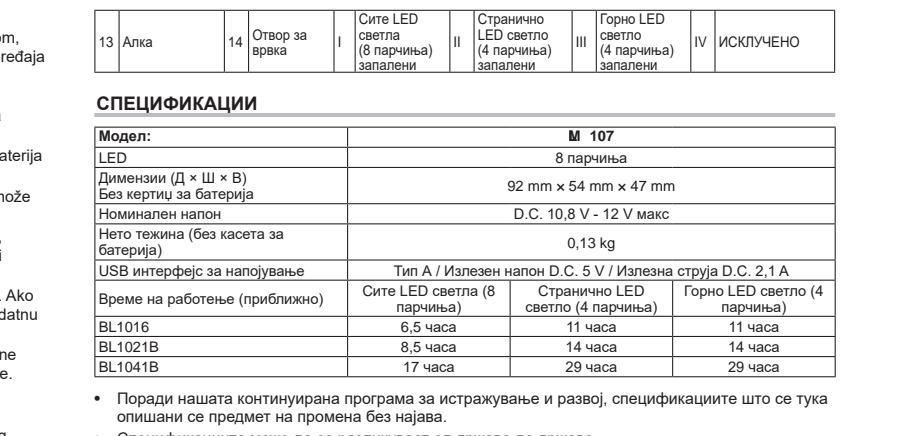 om,
ređaja
aterija
može
i
. Ako
datnu
ne
e.
13 Алка 14 Отвор за врвка I Сите LED светла (8 парчиња) запалени II Странично LED светло (4 парчиња) запалени III Горно LED светло (4 парчиња) запалени IV ИСКЛУЧЕНО
СПЕЦИФИКАЦИИ
Модел: 107
LED 8 парчиња
Димензии (Д × Ш × В)
Без кертиџ за батерија 92 mm × 54 mm × 47 mm
Номинален напон D.C. 10,8 V - 12 V макс
Нето тежина (без касета за
батерија) 0,13 kg
USB интерфејс за напојување Тип A / Излезен напон D.C. 5 V / Излезна струја D.C. 2,1 A
Време на работење (приближно) Сите LED светла (8 парчиња) Странично LED светло (4 парчиња) Горно LED светло (4 парчиња)
BL1016 6,5 часа 11 часа 11 часа
BL1021B 8,5 часа 14 часа 14 часа
BL1041B 17 часа 29 часа 29 часа
• Поради нашата континуирана програма за истражување и развој, спецификациите што се тука
опишани се предмет на промена без најава.